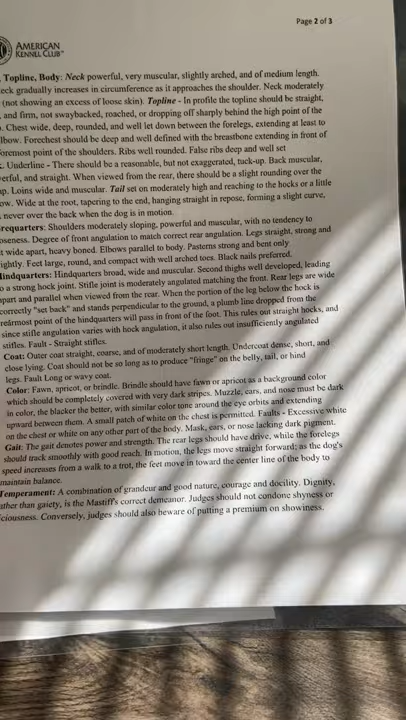 Page 2 of 3
AMERICAN
KENNEL CLUB
Topline, Body: Neck powerful, very muscular, slightly arched, and of medium length.
eck gradually increases in circumference as it approaches the shoulder. Neck moderately
(not showing an excess of loose skin). Topline - In profile the topline should be straight,
and firm, not swaybacked, roached, or dropping off sharply behind the high point of the
. Chest wide, deep, rounded, and well let down between the forelegs, extending at least to
lbow. Forechest should be deep and well defined with the breastbone extending in front of
oremost point of the shoulders. Ribs well rounded. False ribs deep and well set
. Underline - There should be a reasonable, but not exaggerated, tuck-up. Back muscular,
erful, and straight. When viewed from the rear, there should be a slight rounding over the
p. Loins wide and muscular. Tail set on moderately high and reaching to the hocks or a little
ow. Wide at the root, tapering to the end, hanging straight in repose, forming a slight curve,
never over the back when the dog is in motion.
requarters: Shoulders moderately sloping, powerful and muscular, with no tendency to
oseness. Degree of front angulation to match correct rear angulation. Legs straight, strong and
t wide apart, heavy boned. Elbows parallel to body. Pasterns strong and bent only
ightly. Feet large, round, and compact with well arched toes. Black nails preferred.
Hindquarters: Hindquarters broad, wide and muscular. Second thighs well developed, leading
o a strong hock joint. Stifle joint is moderately angulated matching the front. Rear legs are wide
apart and parallel when viewed from the rear. When the portion of the leg below the hock is
correctly "set back" and stands perpendicular to the ground, a plumb line dropped from the
rearmost point of the hindquarters will pass in front of the foot. This rules out straight hocks, and
since stifle angulation varies with hock angulation, it also rules out insufficiently angulated
stifles. Fault - Straight stifles.
Coat: Outer coat straight, coarse, and of moderately short length. Undercoat dense, short, and
close lying. Coat should not be so long as to produce "fringe" on the belly, tail, or hind
legs. Fault Long or wavy coat.
Color: Fawn, apricot, or brindle. Brindle should have fawn or apricot as a background color
which should be completely covered with very dark stripes. Muzzle, ears, and nose must be dark
in color, the blacker the better, with similar color tone around the eye orbits and extending
upward between them. A small patch of white on the chest is permitted. Faults - Excessive white
on the chest or white on any other part of the body. Mask, ears, or nose lacking dark pigment.
Gait: The gait denotes power and strength. The rear legs should have drive, while the forelegs
should track smoothly with good reach. In motion, the legs move straight forward; as the dog's
speed increases from a walk to a trot, the feet move in toward the center line of the body to
maintain balance.
Temperament: A combination of grandeur and good nature, courage and docility. Dignity,
ather than gaiety, is the Mastiff's correct demeanor. Judges should not condone shyness or
ciousness. Conversely, judges should also beware of putting a premium on showiness.